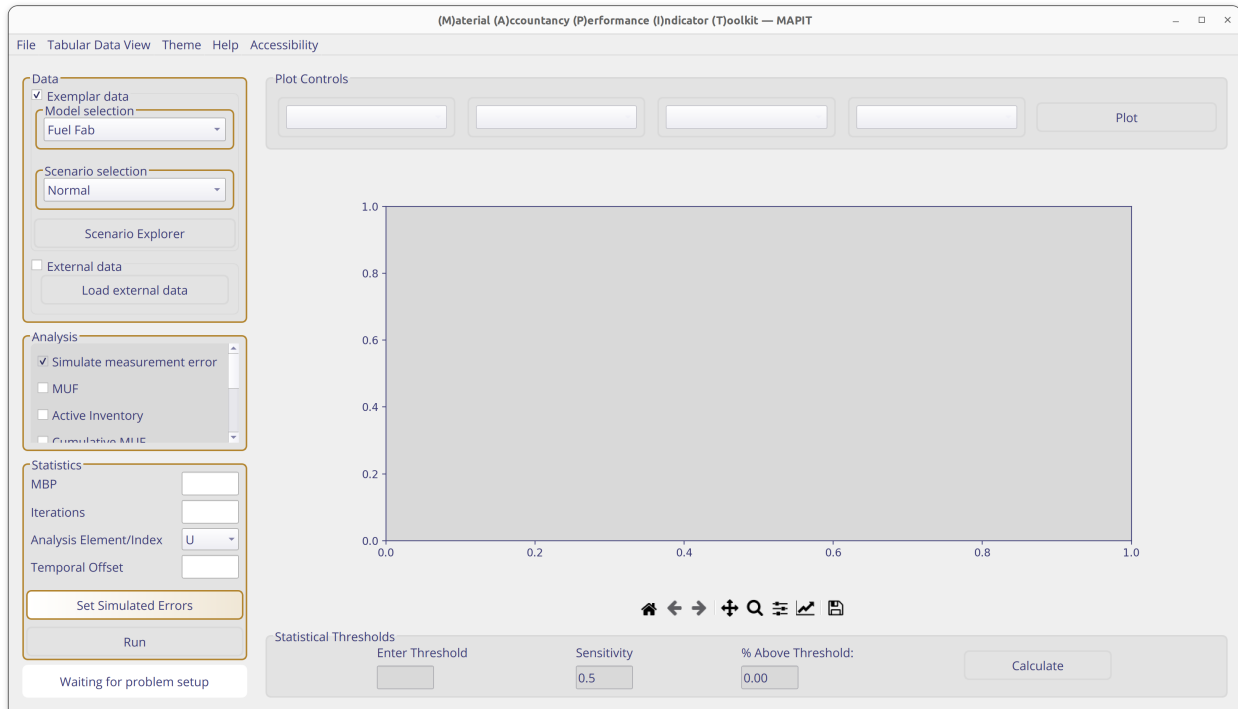 (M)aterial (A)ccountancy (P)erformance (I)ndicator (T)oolkit — MAPIT
File Tabular Data View Theme Help Accessibility
Data
Exemplar data
Model selection
Fuel Fab
Scenario selection
Normal
Scenario Explorer
External data
Load external data
Analysis
Simulate measurement error
MUF
Active Inventory
Cumulative MUF
Statistics
MBP
Iterations
Analysis Element/Index U
Temporal Offset
Set Simulated Errors
Run
Waiting for problem setup
Plot Controls
Plot
1.0
0.8
0.6
0.4
0.2
0.0
0.0 0.2 0.4 0.6 0.8 1.0
Statistical Thresholds
Enter Threshold Sensitivity % Above Threshold:
0.5 0.00 Calculate